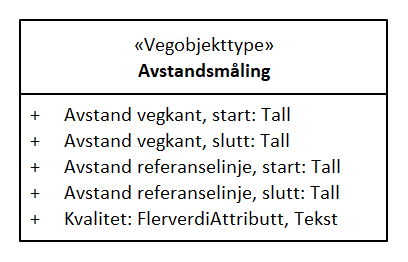 «Vegobjekttype»
Avstandsmåling
+ Avstand vegkant, start: Tall
+ Avstand vegkant, slutt: Tall
+ Avstand referanselinje, start: Tall
+ Avstand referanselinje, slutt: Tall
+ Kvalitet: FlerverdiAttributt, Tekst